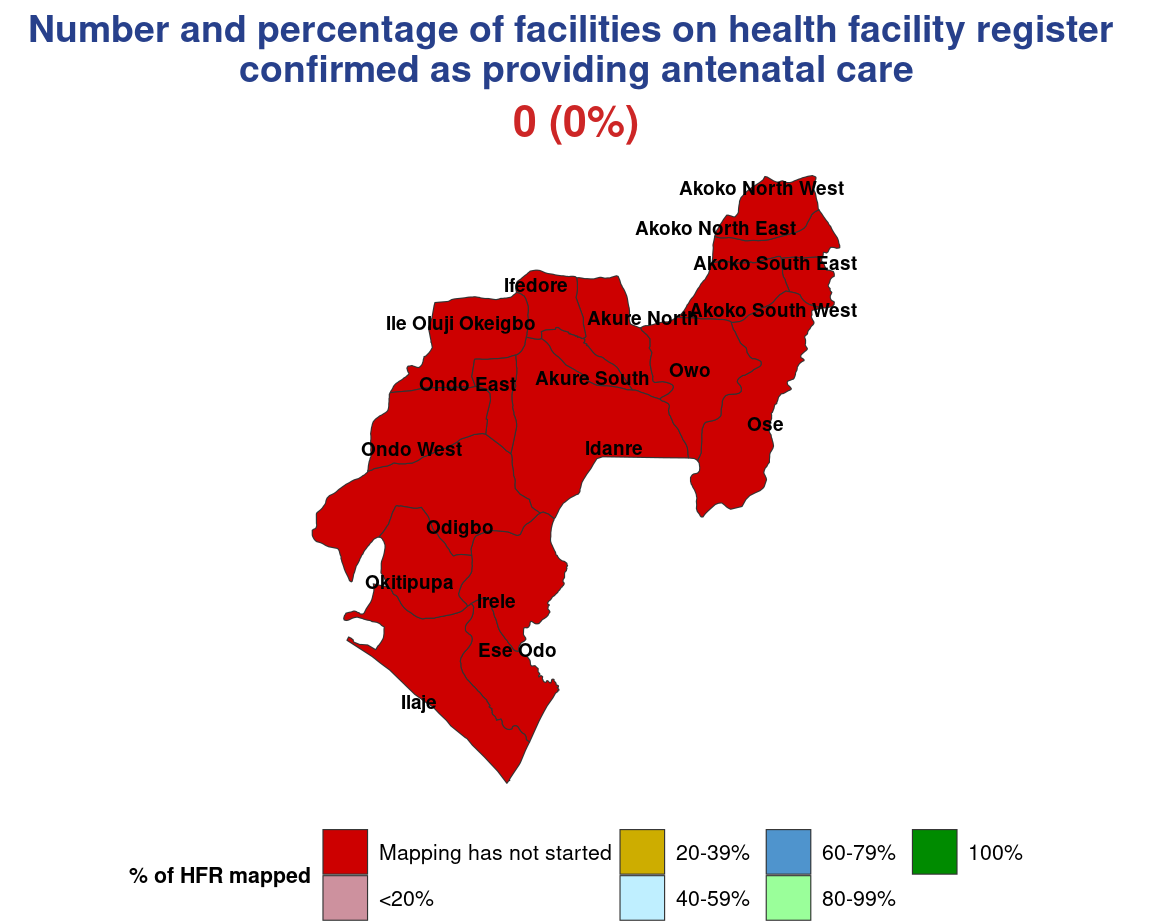 Number and percentage of facilities on health facility register
confirmed as providing antenatal care
0 (0%)
Akoko North West
Akoko North East
Akoko South East
Ifedore
Akoko South West
Akure North
Ile Oluji Okeigbo
Owo
Akure South
Ondo East
Ose
Idanre
Ondo West
Odigbo
Okitipupa
Irele
Ese Odo
Ilaje
% of HFR mapped
Mapping has not started
<20%
20-39%
40-59%
60-79%
80-99%
100%